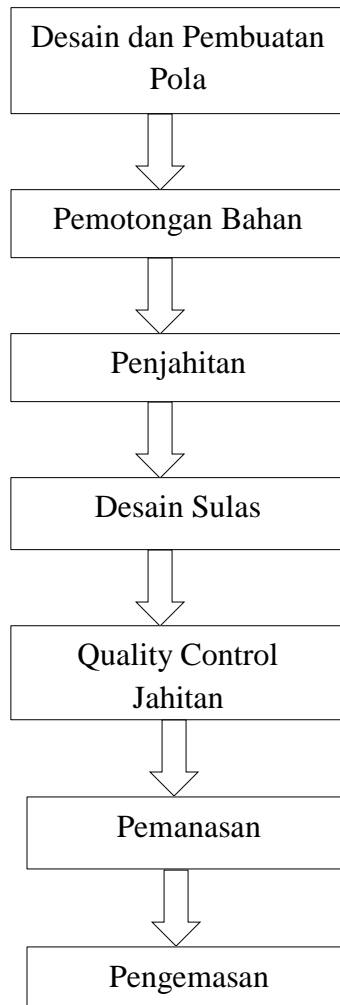 Desain dan Pembuatan
Pola
Pemotongan Bahan
Penjahitan
Desain Sulas
Quality Control
Jahitan
Pemanasan
Pengemasan